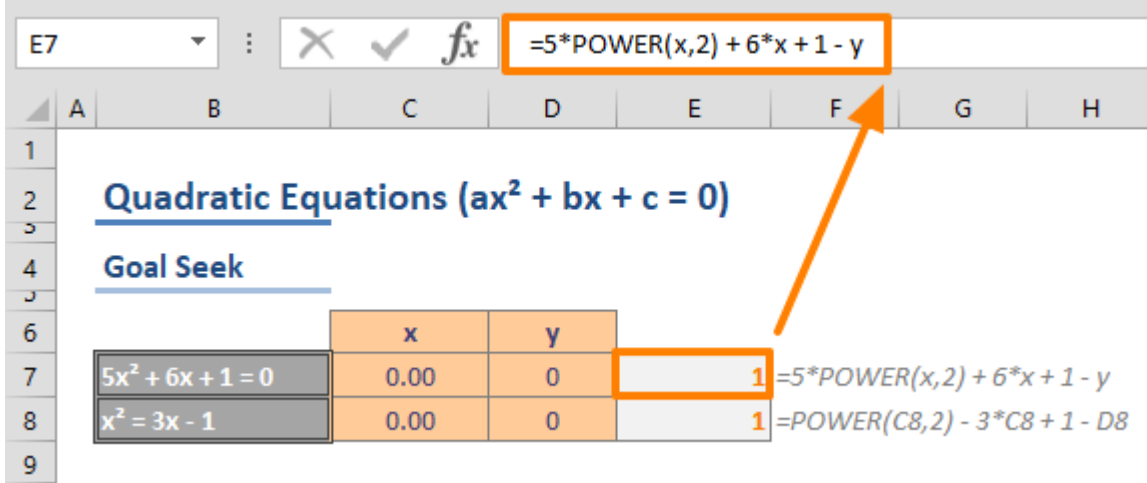 E7 fx =5*POWER(x,2) + 6*x + 1 - y
A B C D E F G H
1
2 Quadratic Equations (ax² + bx + c = 0)
3
4 Goal Seek
5
6 x y
7 5x² + 6x + 1 = 0 0.00 0 1 =5*POWER(x,2) + 6*x + 1 - y
8 x² = 3x - 1 0.00 0 1 =POWER(C8,2) - 3*C8 + 1 - D8
9